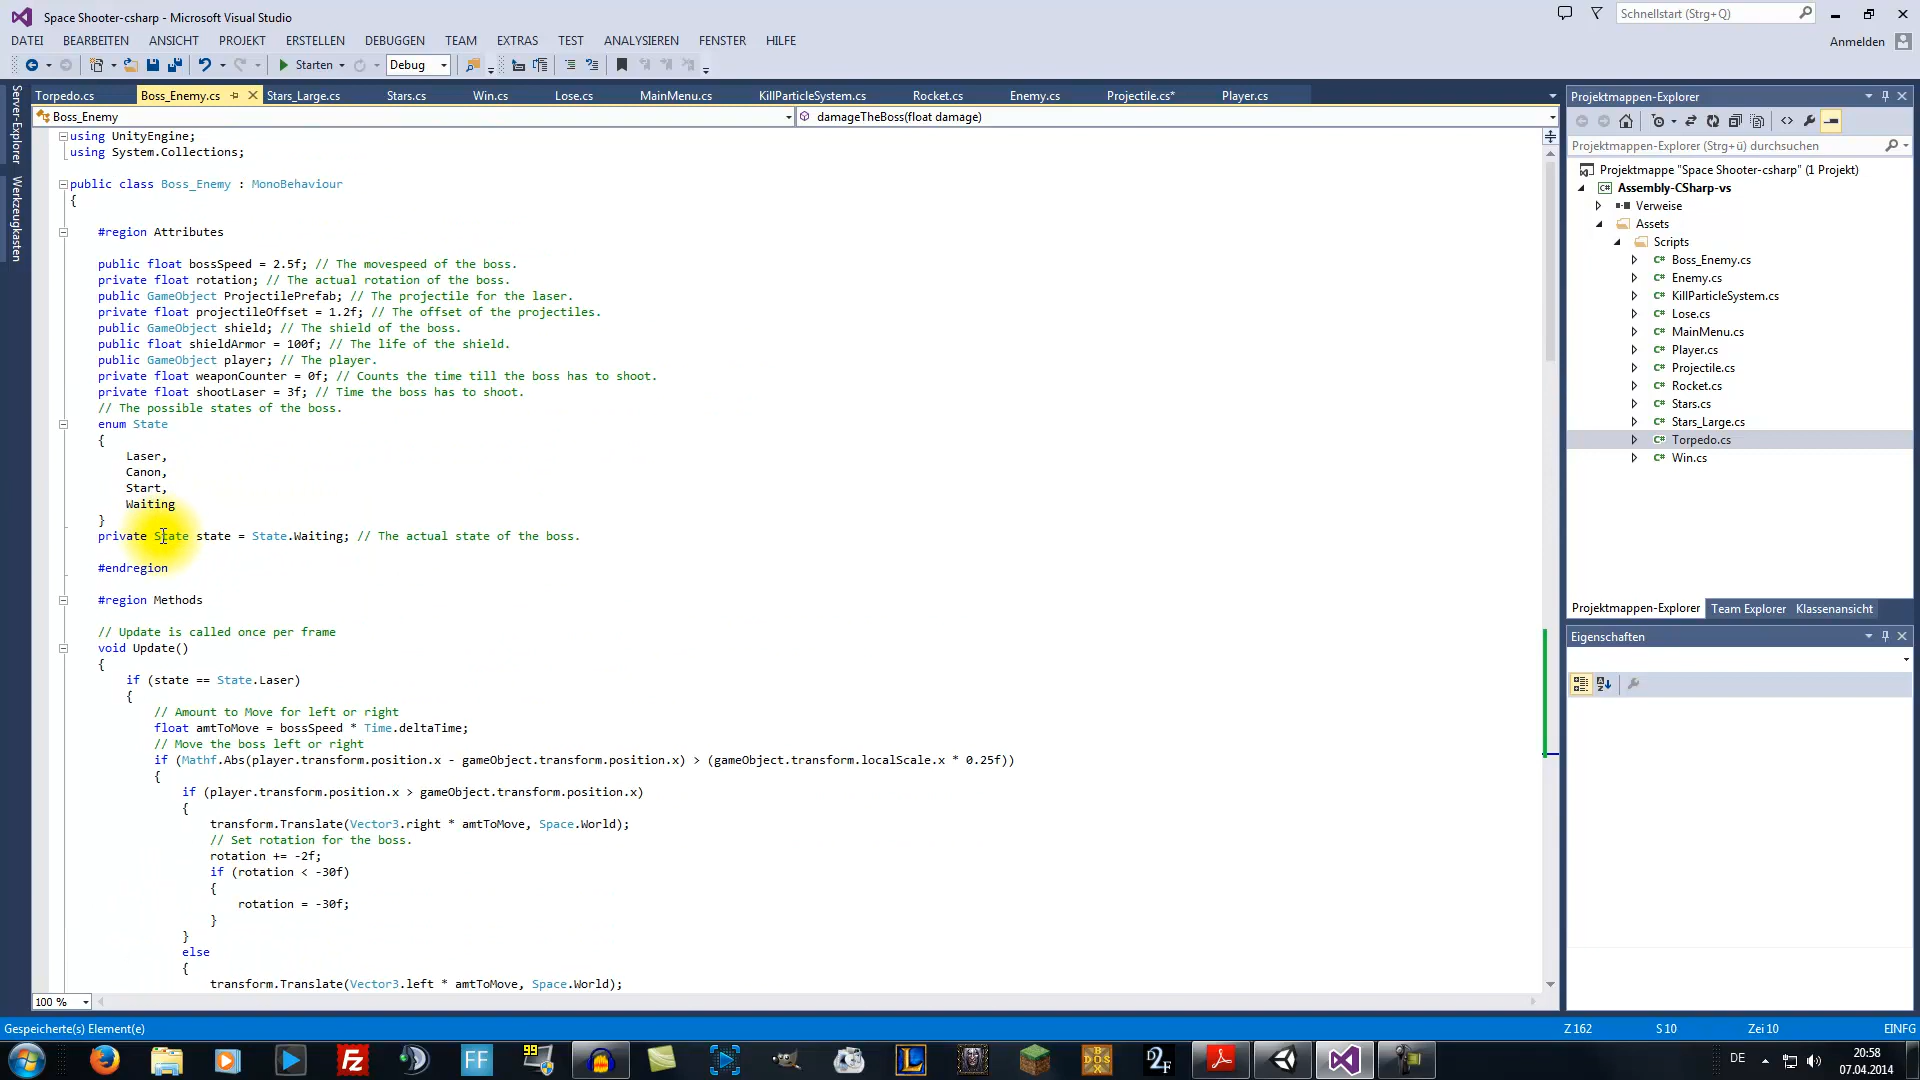 Space Shooter-csharp - Microsoft Visual Studio
Schnellstart (Strg+Q)
DATEI BEARBEITEN ANSICHT PROJEKT ERSTELLEN DEBUGGEN TEAM EXTRAS TEST ANALYSIEREN FENSTER HILFE
Anmelden
Starten
Debug
Server-Explorer
Werkzeugkasten
Torpedo.cs Boss_Enemy.cs Stars_Large.cs Stars.cs Win.cs Lose.cs MainMenu.cs KillParticleSystem.cs Rocket.cs Enemy.cs Projectile.cs* Player.cs
Boss_Enemy
damageTheBoss(float damage)
using UnityEngine;
using System.Collections;
public class Boss_Enemy : MonoBehaviour
{
#region Attributes
public float bossSpeed = 2.5f; // The movespeed of the boss.
private float rotation; // The actual rotation of the boss.
public GameObject ProjectilePrefab; // The projectile for the laser.
private float projectileOffset = 1.2f; // The offset of the projectiles.
public GameObject shield; // The shield of the boss.
public float shieldArmor = 100f; // The life of the shield.
public GameObject player; // The player.
private float weaponCounter = 0f; // Counts the time till the boss has to shoot.
private float shootLaser = 3f; // Time the boss has to shoot.
// The possible states of the boss.
enum State
{
Laser,
Canon,
Start,
Waiting
}
private State state = State.Waiting; // The actual state of the boss.
#endregion
#region Methods
// Update is called once per frame
void Update()
{
if (state == State.Laser)
{
// Amount to Move for left or right
float amtToMove = bossSpeed * Time.deltaTime;
// Move the boss left or right
if (Mathf.Abs(player.transform.position.x - gameObject.transform.position.x) > (gameObject.transform.localScale.x * 0.25f))
{
if (player.transform.position.x > gameObject.transform.position.x)
{
transform.Translate(Vector3.right * amtToMove, Space.World);
// Set rotation for the boss.
rotation += -2f;
if (rotation < -30f)
{
rotation = -30f;
}
}
else
{
transform.Translate(Vector3.left * amtToMove, Space.World);
100 %
Projektmappen-Explorer
Projektmappen-Explorer (Strg+ü) durchsuchen
Projektmappe "Space Shooter-csharp" (1 Projekt)
Assembly-CSharp-vs
Verweise
Assets
Scripts
Boss_Enemy.cs
Enemy.cs
KillParticleSystem.cs
Lose.cs
MainMenu.cs
Player.cs
Projectile.cs
Rocket.cs
Stars.cs
Stars_Large.cs
Torpedo.cs
Win.cs
Projektmappen-Explorer Team Explorer Klassenansicht
Eigenschaften
Gespeicherte(s) Element(e)
Z 162 S 10 Zei 10 EINFG
DE
20:58
07.04.2014